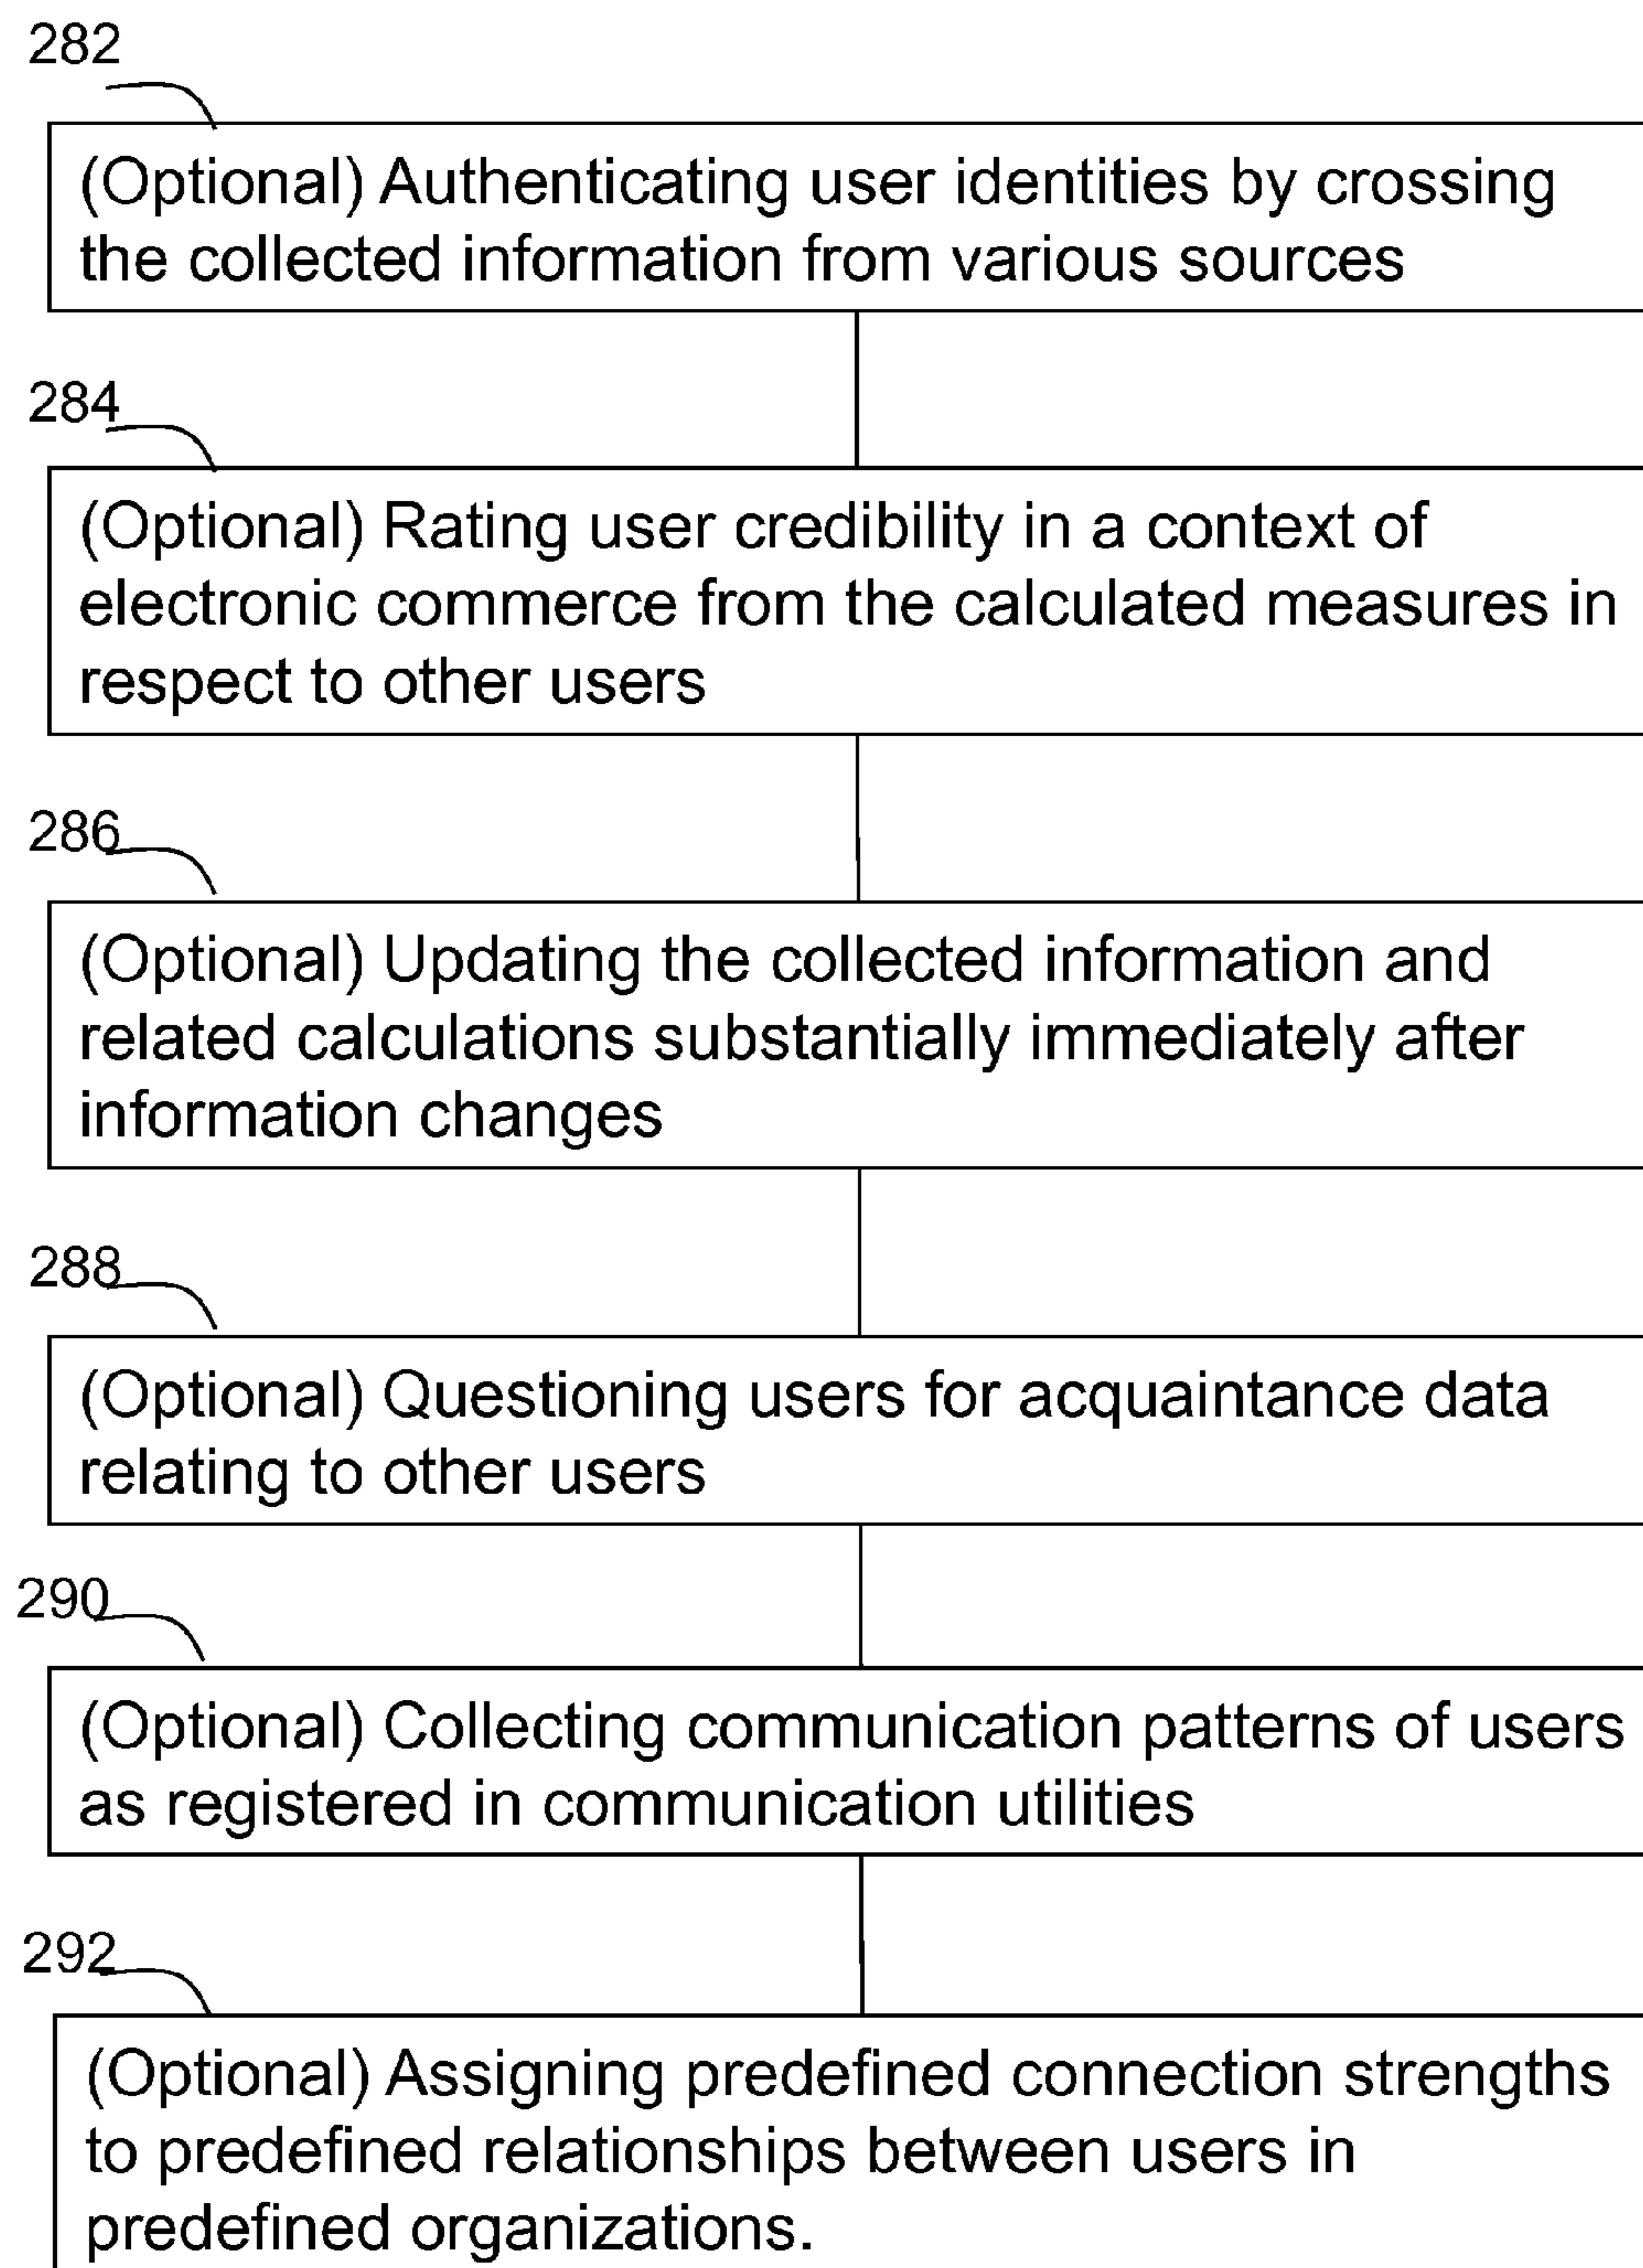 282
(Optional) Authenticating user identities by crossing
the collected information from various sources
284
(Optional) Rating user credibility in a context of
electronic commerce from the calculated measures in
respect to other users
286
(Optional) Updating the collected information and
related calculations substantially immediately after
information changes
288
(Optional) Questioning users for acquaintance data
relating to other users
290
(Optional) Collecting communication patterns of users
as registered in communication utilities
292
(Optional) Assigning predefined connection strengths
to predefined relationships between users in
predefined organizations.